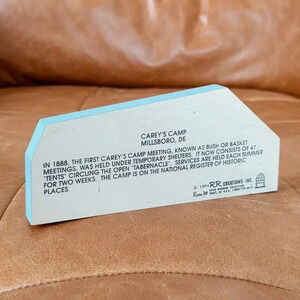 CAREY'S CAMP
MILLSBORO, DE
IN 1888, THE FIRST CAREY'S CAMP MEETING, KNOWN AS BUSH OR BASKET
MEETINGS, WAS HELD UNDER TEMPORARY SHELTERS. IT NOW CONSISTS OF 47
'TENTS' CIRCLING THE OPEN 'TABERNACLE'. SERVICES ARE HELD EACH SUMMER
FOR TWO WEEKS. THE CAMP IS ON THE NATIONAL REGISTER OF HISTORIC
PLACES.
R.R. CREATIONS INC.